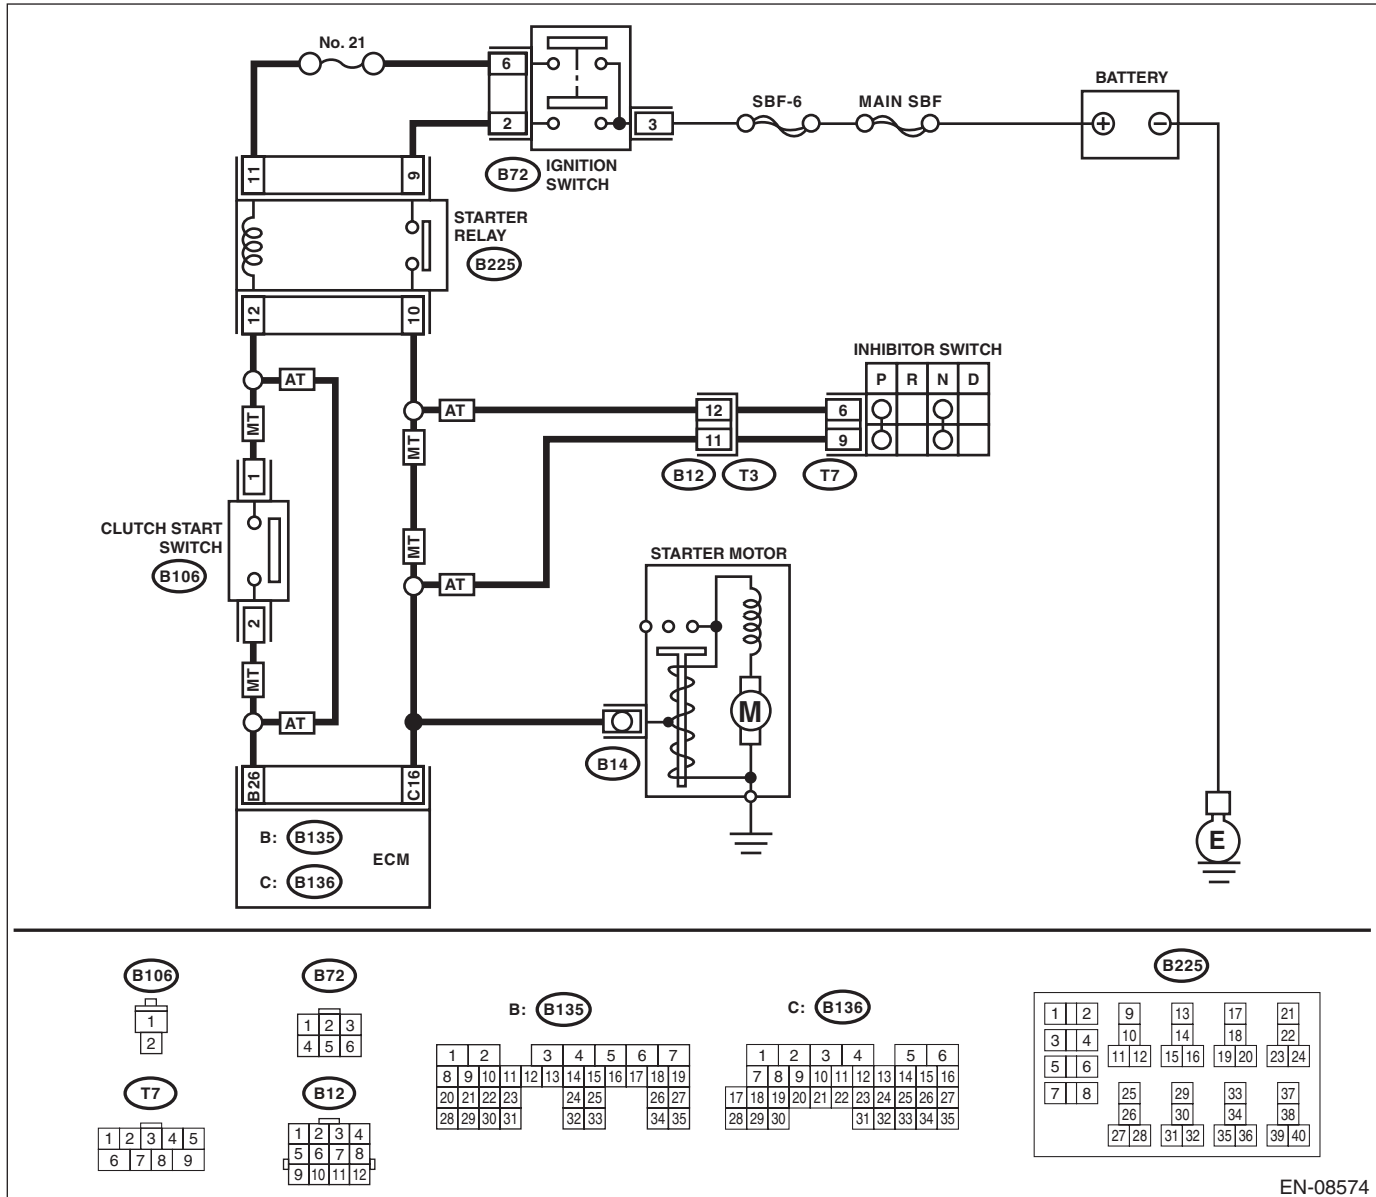 No. 21
6
2
3
B72
IGNITION
SWITCH
SBF-6
MAIN SBF
BATTERY
+
−
11
9
STARTER
RELAY
B225
12
10
AT
MT
1
CLUTCH START
SWITCH
B106
2
MT
AT
B26
AT
MT
MT
AT
C16
INHIBITOR SWITCH
P R N D
12
11
6
9
B12
T3
T7
STARTER MOTOR
M
B14
B: B135
C: B136
ECM
E
B106
1
2
B72
1 2 3
4 5 6
T7
1 2 3 4 5
6 7 8 9
B12
1 2 3 4
5 6 7 8
9 10 11 12
B: B135
1 2 3 4 5 6 7
8 9 10 11 12 13 14 15 16 17 18 19
20 21 22 23 24 25 26 27
28 29 30 31 32 33 34 35
C: B136
1 2 3 4 5 6
7 8 9 10 11 12 13 14 15 16
17 18 19 20 21 22 23 24 25 26 27
28 29 30 31 32 33 34 35
B225
1 2
3 4
5 6
7 8
9
10
11 12
13
14
15 16
17
18
19 20
21
22
23 24
25
26
27 28
29
30
31 32
33
34
35 36
37
38
39 40
EN-08574